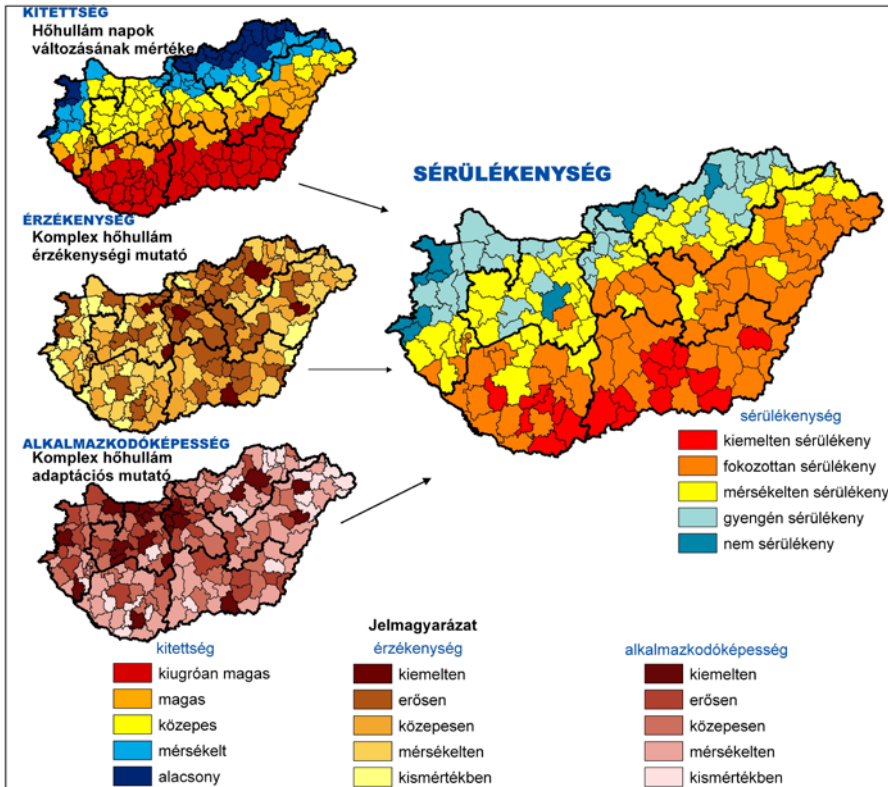 KITETTSÉG
Hőhullám napok
változásának mértéke
ÉRZÉKENYSÉG
Komplex hőhullám
érzékenységi mutató
ALKALMAZKODÓKÉPESSÉG
Komplex hőhullám
adaptációs mutató
SÉRÜLÉKENYSÉG
sérülékenység
kiemelten sérülékeny
fokozottan sérülékeny
mérsékelten sérülékeny
gyengén sérülékeny
nem sérülékeny
Jelmagyarázat
kitettség
kiugróan magas
magas
közepes
mérsékelt
alacsony
érzékenység
kiemelten
erősen
közepesen
mérsékelten
kismértékben
alkalmazkodóképesség
kiemelten
erősen
közepesen
mérsékelten
kismértékben